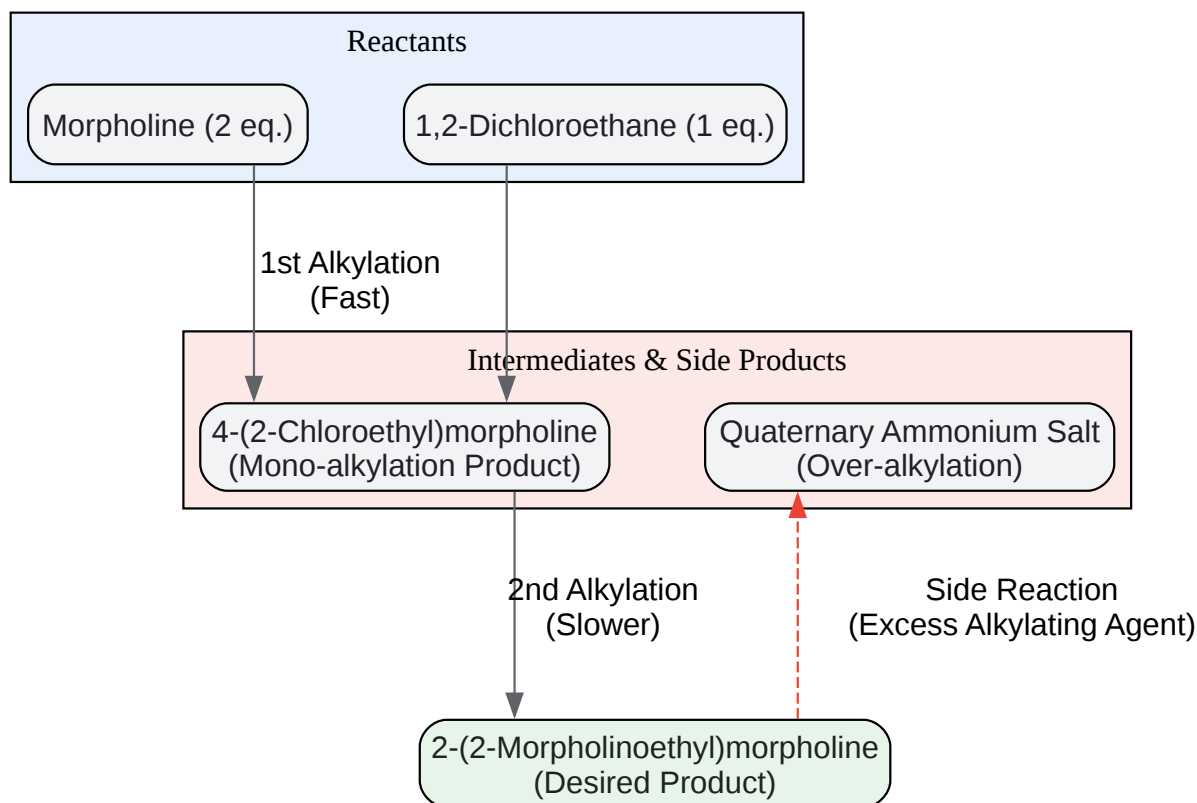 Reactants
Morpholine (2 eq.)
1,2-Dichloroethane (1 eq.)
1st Alkylation
(Fast)
Intermediates & Side Products
4-(2-Chloroethyl)morpholine
(Mono-alkylation Product)
Quaternary Ammonium Salt
(Over-alkylation)
2nd Alkylation
(Slower)
Side Reaction
(Excess Alkylating Agent)
2-(2-Morpholinoethyl)morpholine
(Desired Product)